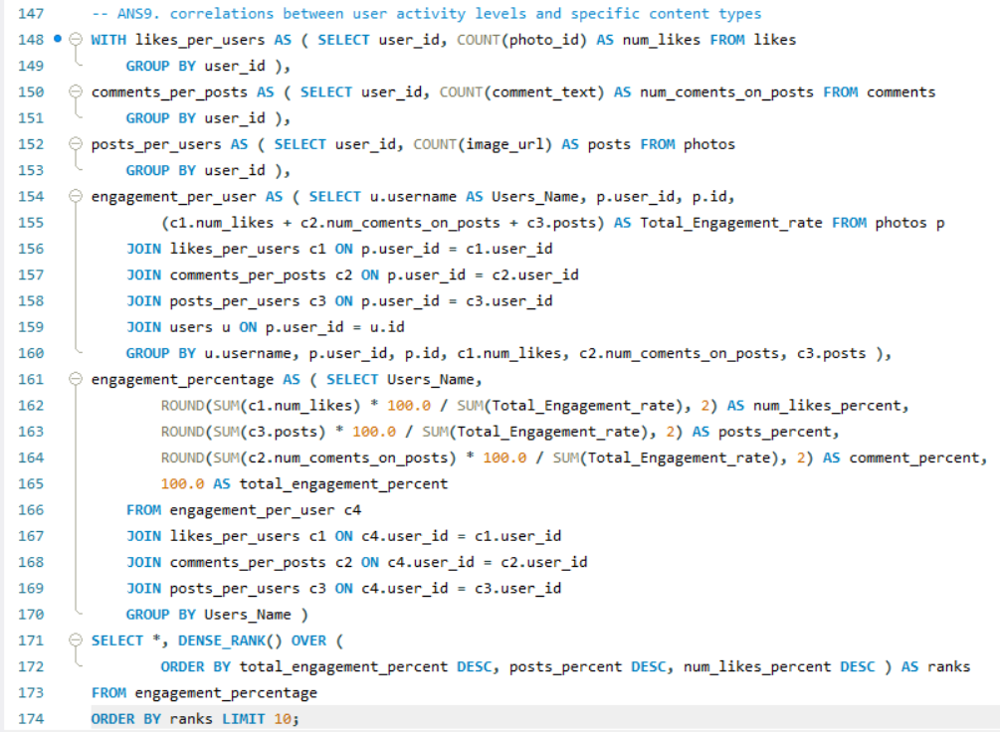 147 -- ANS9. correlations between user activity levels and specific content types
148 WITH likes_per_users AS ( SELECT user_id, COUNT(photo_id) AS num_likes FROM likes
149 GROUP BY user_id ),
150 comments_per_posts AS ( SELECT user_id, COUNT(comment_text) AS num_coments_on_posts FROM comments
151 GROUP BY user_id ),
152 posts_per_users AS ( SELECT user_id, COUNT(image_url) AS posts FROM photos
153 GROUP BY user_id ),
154 engagement_per_user AS ( SELECT u.username AS Users_Name, p.user_id, p.id,
155 (c1.num_likes + c2.num_coments_on_posts + c3.posts) AS Total_Engagement_rate FROM photos p
156 JOIN likes_per_users c1 ON p.user_id = c1.user_id
157 JOIN comments_per_posts c2 ON p.user_id = c2.user_id
158 JOIN posts_per_users c3 ON p.user_id = c3.user_id
159 JOIN users u ON p.user_id = u.id
160 GROUP BY u.username, p.user_id, p.id, c1.num_likes, c2.num_coments_on_posts, c3.posts ),
161 engagement_percentage AS ( SELECT Users_Name,
162 ROUND(SUM(c1.num_likes) * 100.0 / SUM(Total_Engagement_rate), 2) AS num_likes_percent,
163 ROUND(SUM(c3.posts) * 100.0 / SUM(Total_Engagement_rate), 2) AS posts_percent,
164 ROUND(SUM(c2.num_coments_on_posts) * 100.0 / SUM(Total_Engagement_rate), 2) AS comment_percent,
165 100.0 AS total_engagement_percent
166 FROM engagement_per_user c4
167 JOIN likes_per_users c1 ON c4.user_id = c1.user_id
168 JOIN comments_per_posts c2 ON c4.user_id = c2.user_id
169 JOIN posts_per_users c3 ON c4.user_id = c3.user_id
170 GROUP BY Users_Name )
171 SELECT *, DENSE_RANK() OVER (
172 ORDER BY total_engagement_percent DESC, posts_percent DESC, num_likes_percent DESC ) AS ranks
173 FROM engagement_percentage
174 ORDER BY ranks LIMIT 10;